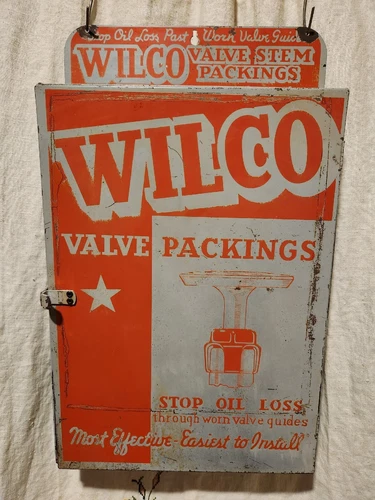 Stop Oil Loss Past Work Valve Guides
WILCO VALVE STEM
PACKINGS
WILCO
VALVE PACKINGS
STOP OIL LOSS
through worn valve guides
Most Effective - Easiest to Install